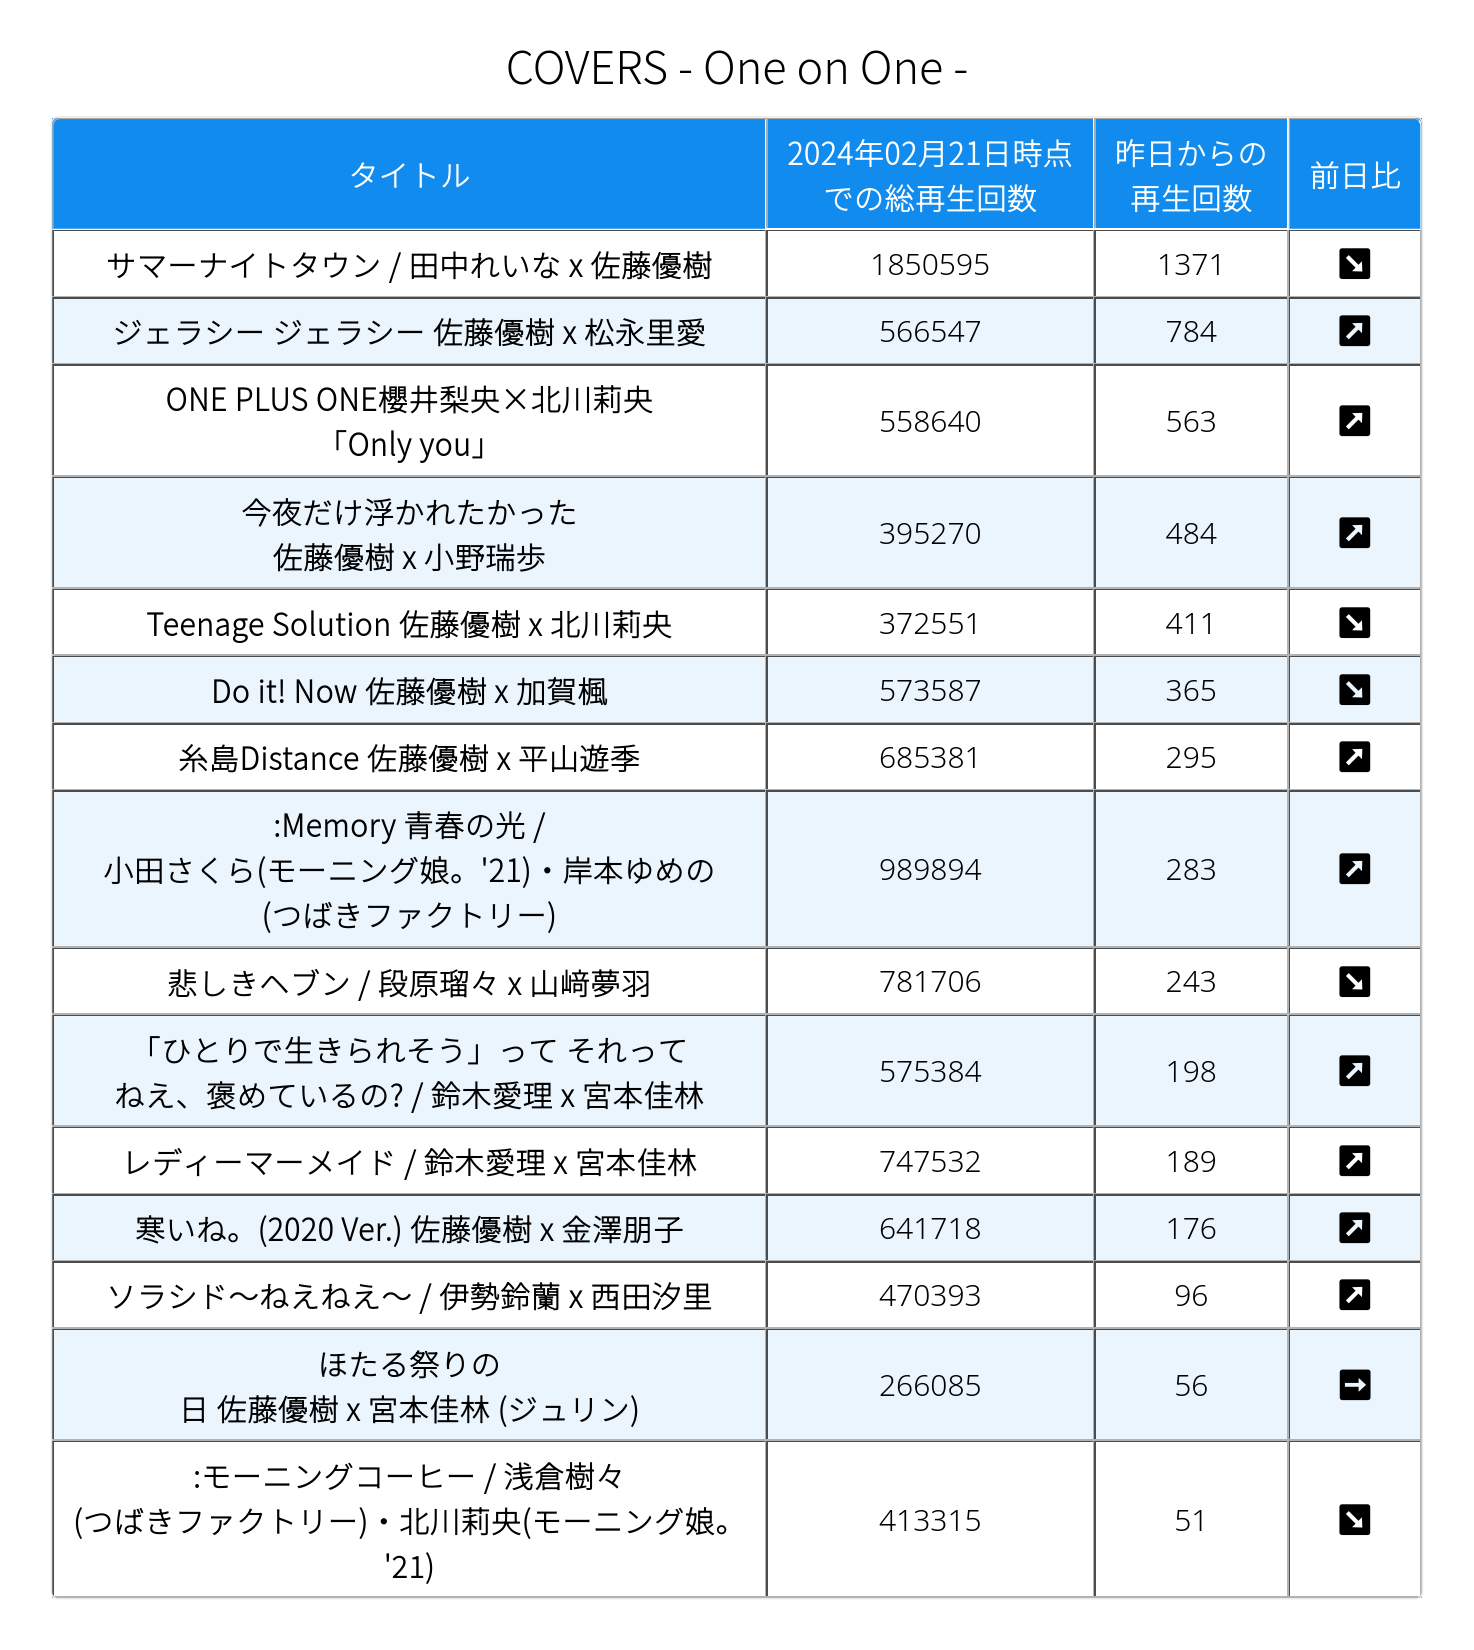 COVERS - One on One -
タイトル
2024年02月21日時点
での総再生回数
昨日からの
再生回数
前日比
サマーナイトタウン / 田中れいな x 佐藤優樹
1850595
1371
ジェラシー ジェラシー 佐藤優樹 x 松永里愛
566547
784
ONE PLUS ONE櫻井梨央×北川莉央
「Only you」
558640
563
今夜だけ浮かれたかった
佐藤優樹 x 小野瑞歩
395270
484
Teenage Solution 佐藤優樹 x 北川莉央
372551
411
Do it! Now 佐藤優樹 x 加賀楓
573587
365
糸島Distance 佐藤優樹 x 平山遊季
685381
295
:Memory 青春の光 /
小田さくら(モーニング娘。'21)・岸本ゆめの
(つばきファクトリー)
989894
283
悲しきヘブン / 段原瑠々 x 山﨑夢羽
781706
243
「ひとりで生きられそう」って それって
ねえ、褒めているの? / 鈴木愛理 x 宮本佳林
575384
198
レディーマーメイド / 鈴木愛理 x 宮本佳林
747532
189
寒いね。(2020 Ver.) 佐藤優樹 x 金澤朋子
641718
176
ソラシド〜ねえねえ〜 / 伊勢鈴蘭 x 西田汐里
470393
96
ほたる祭りの
日 佐藤優樹 x 宮本佳林 (ジュリン)
266085
56
:モーニングコーヒー / 浅倉樹々
(つばきファクトリー)・北川莉央(モーニング娘。
'21)
413315
51